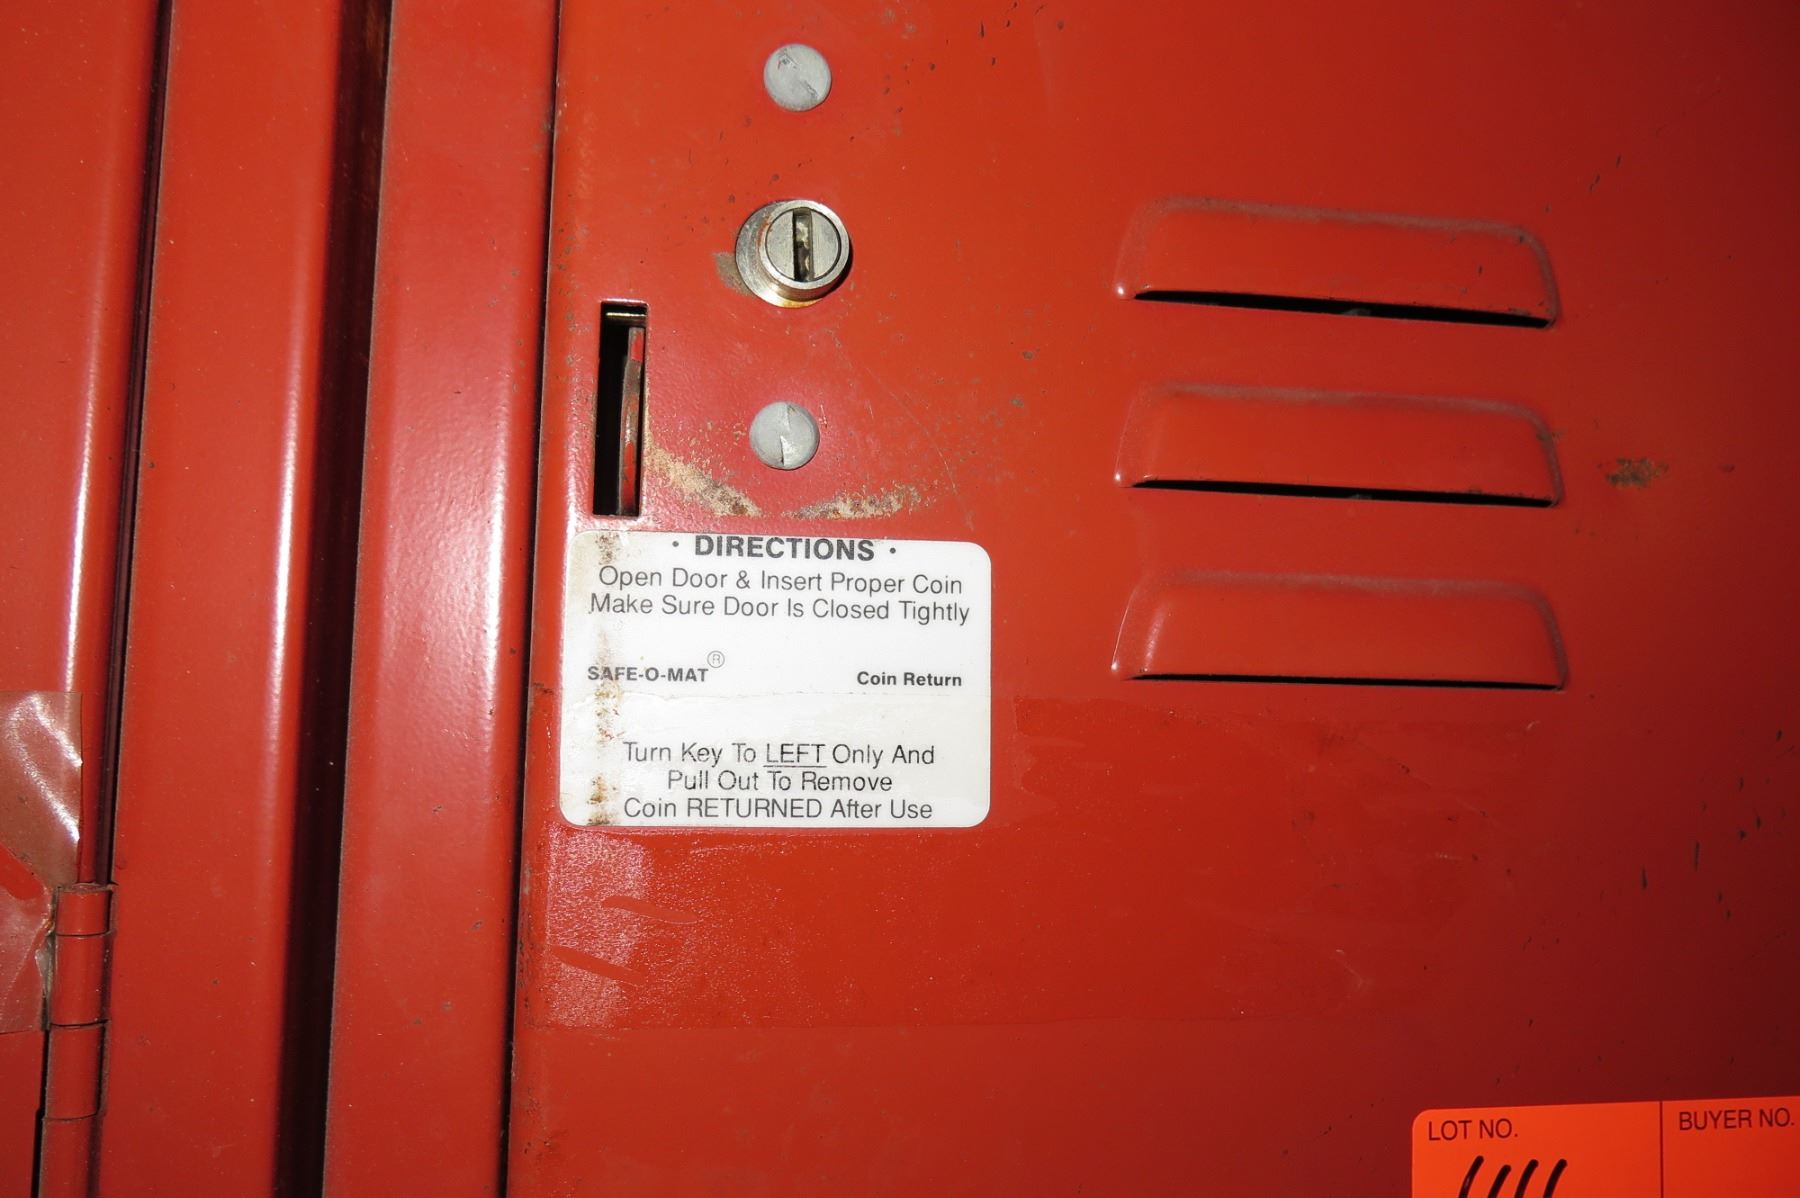 · DIRECTIONS ·
Open Door & Insert Proper Coin
Make Sure Door Is Closed Tightly
SAFE-O-MAT® Coin Return
Turn Key To LEFT Only And
Pull Out To Remove
Coin RETURNED After Use
LOT NO. BUYER NO.